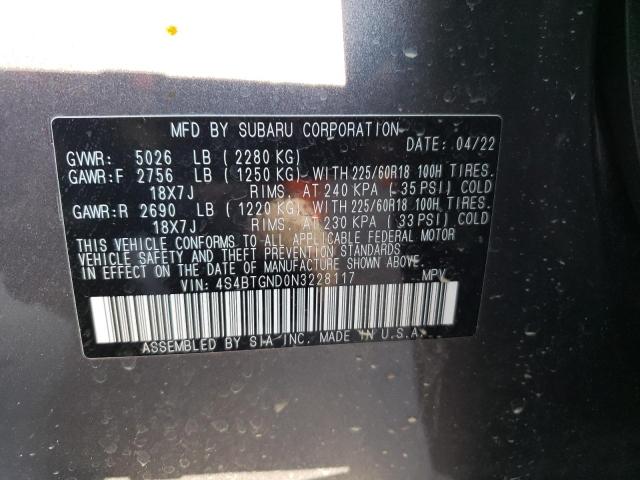 MFD BY SUBARU CORPORATION DATE: 04/22
GVWR: 5026 LB (2280 KG)
GAWR:F 2756 LB (1250 KG) WITH 225/60R18 100H TIRES.
18X7J RIMS. AT 240 KPA (35 PSI) COLD
GAWR:R 2690 LB (1220 KG) WITH 225/60R18 100H TIRES.
18X7J RIMS. AT 230 KPA (33 PSI) COLD
THIS VEHICLE CONFORMS TO ALL APPLICABLE FEDERAL MOTOR
VEHICLE SAFETY AND THEFT PREVENTION STANDARDS IN EFFECT
ON THE DATE OF MANUFACTURE SHOWN ABOVE.
VIN: 4S4BTGND0N3228117 MPV
ASSEMBLED BY SIA INC. MADE IN U.S.A.